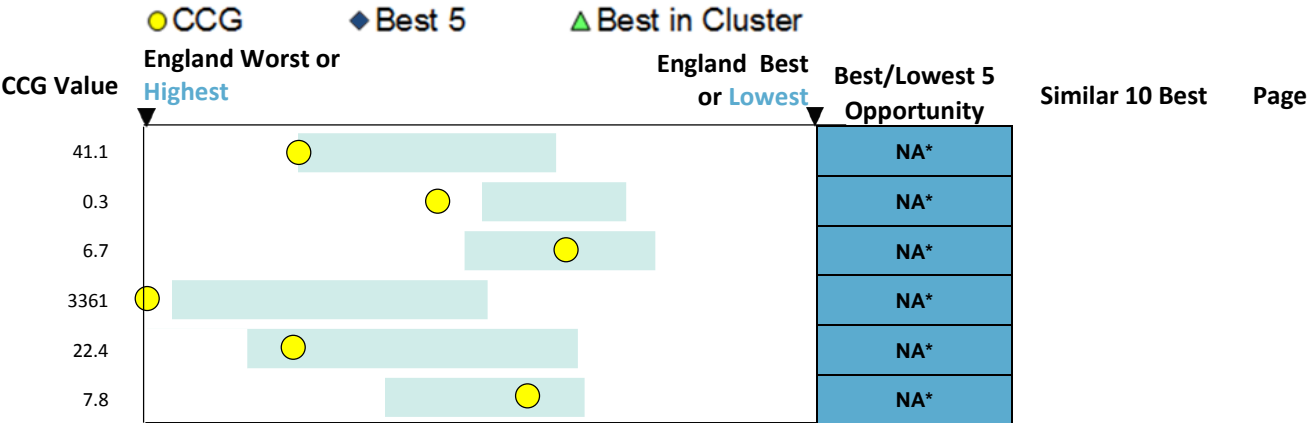 CCG Best 5 Best in Cluster
CCG Value England Worst or Highest England Best or Lowest Best/Lowest 5 Opportunity Similar 10 Best Page
41.1 NA*
0.3 NA*
6.7 NA*
3361 NA*
22.4 NA*
7.8 NA*